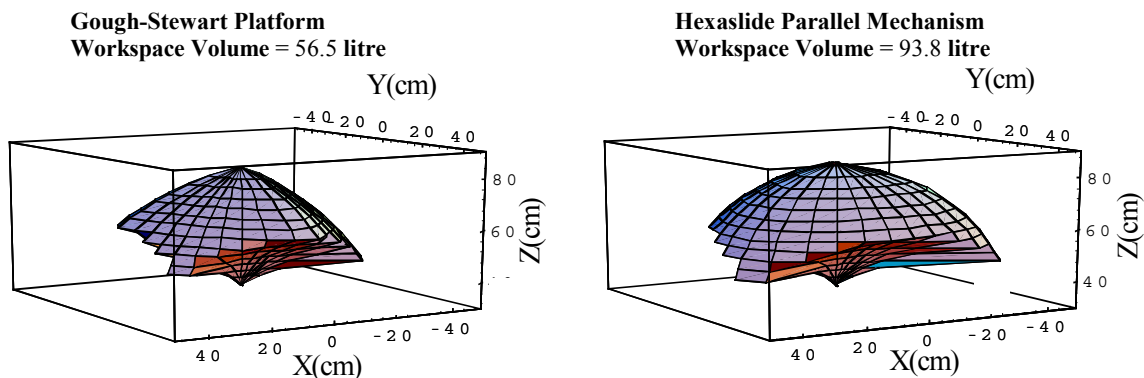 Gough-Stewart Platform
Workspace Volume = 56.5 litre
Y(cm)
-40 -20 0 20 40
80
60
Z(cm)
40 20 0 -20 -40
X(cm)
Hexaslide Parallel Mechanism
Workspace Volume = 93.8 litre
Y(cm)
-40 -20 0 20 40
80
60
40
Z(cm)
40 20 0 -20 -40
X(cm)